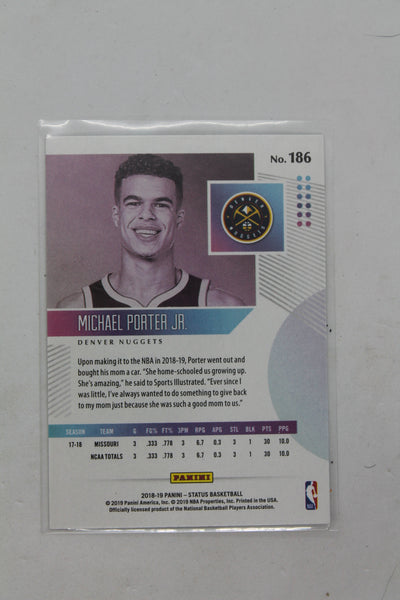 No. 186
DENVER
NUGGETS
MICHAEL PORTER JR.
DENVER NUGGETS
Upon making it to the NBA in 2018-19, Porter went out and
bought his mom a car. "She home-schooled us growing up.
She's amazing," he said to Sports Illustrated. "Ever since I
was little, I've always wanted to do something to give back
to my mom just because she was such a good mom to us."
SEASON TEAM G FG% FT% 3PM RPG APG STL BLK PTS PPG
17-18 MISSOURI 3 .333 .778 3 6.7 0.3 3 1 30 10.0
NCAA TOTALS 3 .333 .778 3 6.7 0.3 3 1 30 10.0
PANINI
2018-19 PANINI – STATUS BASKETBALL
© 2019 Panini America, Inc. © 2019 NBA Properties, Inc. Printed in the USA.
Officially licensed product of the National Basketball Players Association.